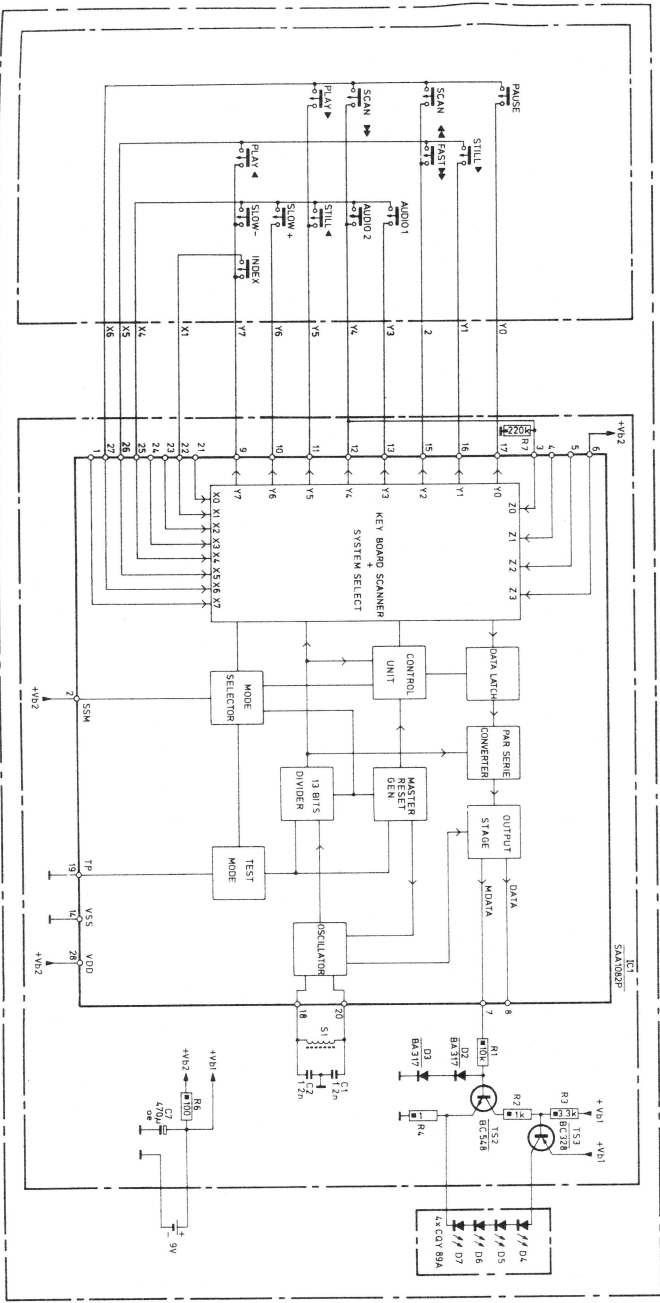 PAUSE
SCAN ◀◀
SCAN ▶▶
PLAY ▶
STILL ▶
FAST ▶▶
PLAY ◀
AUDIO 1
AUDIO 2
STILL ◀
SLOW +
SLOW −
INDEX
Y0
Y1
2
Y3
Y4
Y5
Y6
Y7
X1
X4
X5
X6
+Vb2
6
5
4
3
R7
220k
17
16
15
13
12
11
10
9
21
22
23
24
25
26
27
1
Z0
Z1
Z2
Z3
Y0
Y1
Y2
Y3
Y4
Y5
Y6
Y7
X0
X1
X2
X3
X4
X5
X6
X7
KEY BOARD SCANNER
+
SYSTEM SELECT
DATA LATCH
CONTROL
UNIT
MODE
SELECTOR
PAR SERIE
CONVERTER
MASTER
RESET
GEN
13 BITS
DIVIDER
OUTPUT
STAGE
TEST
MODE
OSCILLATOR
DATA
MDATA
IC1
SAA1082P
8
7
20
18
2
SSM
+Vb2
19
TP
14
VSS
28
VDD
+Vb2
S1
C1
1.2n
C2
1.2n
R1
10k
D2
BA317
D3
BA317
TS2
BC548
R2
1k
R3
3.3k
+Vb1
+Vb1
TS3
BC328
R4
1
D4
D5
D6
D7
4x CQY 89A
+Vb1
+Vb2
R6
100
C7
470µ
oe
+
−
9V